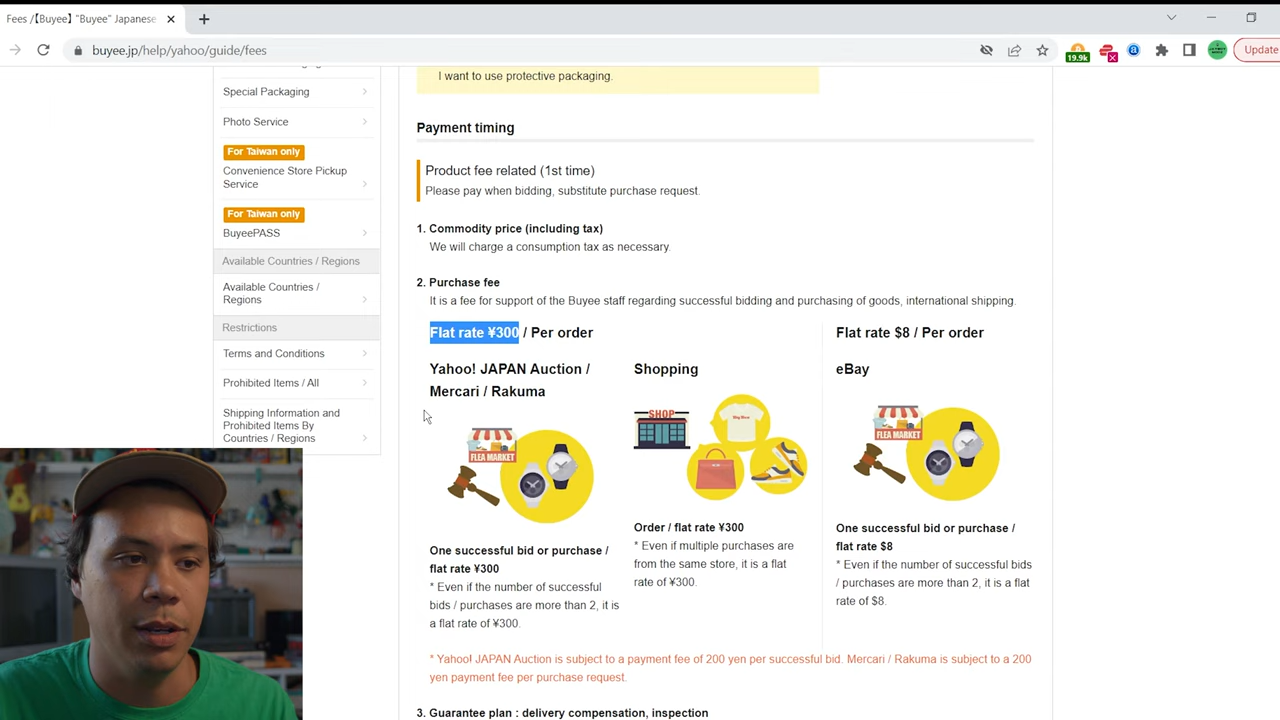 Fees /【Buyee】 "Buyee" Japanese
buyee.jp/help/yahoo/guide/fees
19.9k
Update
I want to use protective packaging.
Special Packaging
Photo Service
For Taiwan only
Convenience Store Pickup
Service
For Taiwan only
BuyeePASS
Available Countries / Regions
Available Countries /
Regions
Restrictions
Terms and Conditions
Prohibited Items / All
Shipping Information and
Prohibited Items By
Countries / Regions
Payment timing
Product fee related (1st time)
Please pay when bidding, substitute purchase request.
1. Commodity price (including tax)
We will charge a consumption tax as necessary.
2. Purchase fee
It is a fee for support of the Buyee staff regarding successful bidding and purchasing of goods, international shipping.
Flat rate ¥300 / Per order
Yahoo! JAPAN Auction /
Mercari / Rakuma
FLEA MARKET
One successful bid or purchase /
flat rate ¥300
* Even if the number of successful
bids / purchases are more than 2, it is
a flat rate of ¥300.
Shopping
SHOP
Order / flat rate ¥300
* Even if multiple purchases are
from the same store, it is a flat
rate of ¥300.
Flat rate $8 / Per order
eBay
FLEA MARKET
One successful bid or purchase /
flat rate $8
* Even if the number of successful bids
/ purchases are more than 2, it is a flat
rate of $8.
* Yahoo! JAPAN Auction is subject to a payment fee of 200 yen per successful bid. Mercari / Rakuma is subject to a 200
yen payment fee per purchase request.
3. Guarantee plan : delivery compensation, inspection